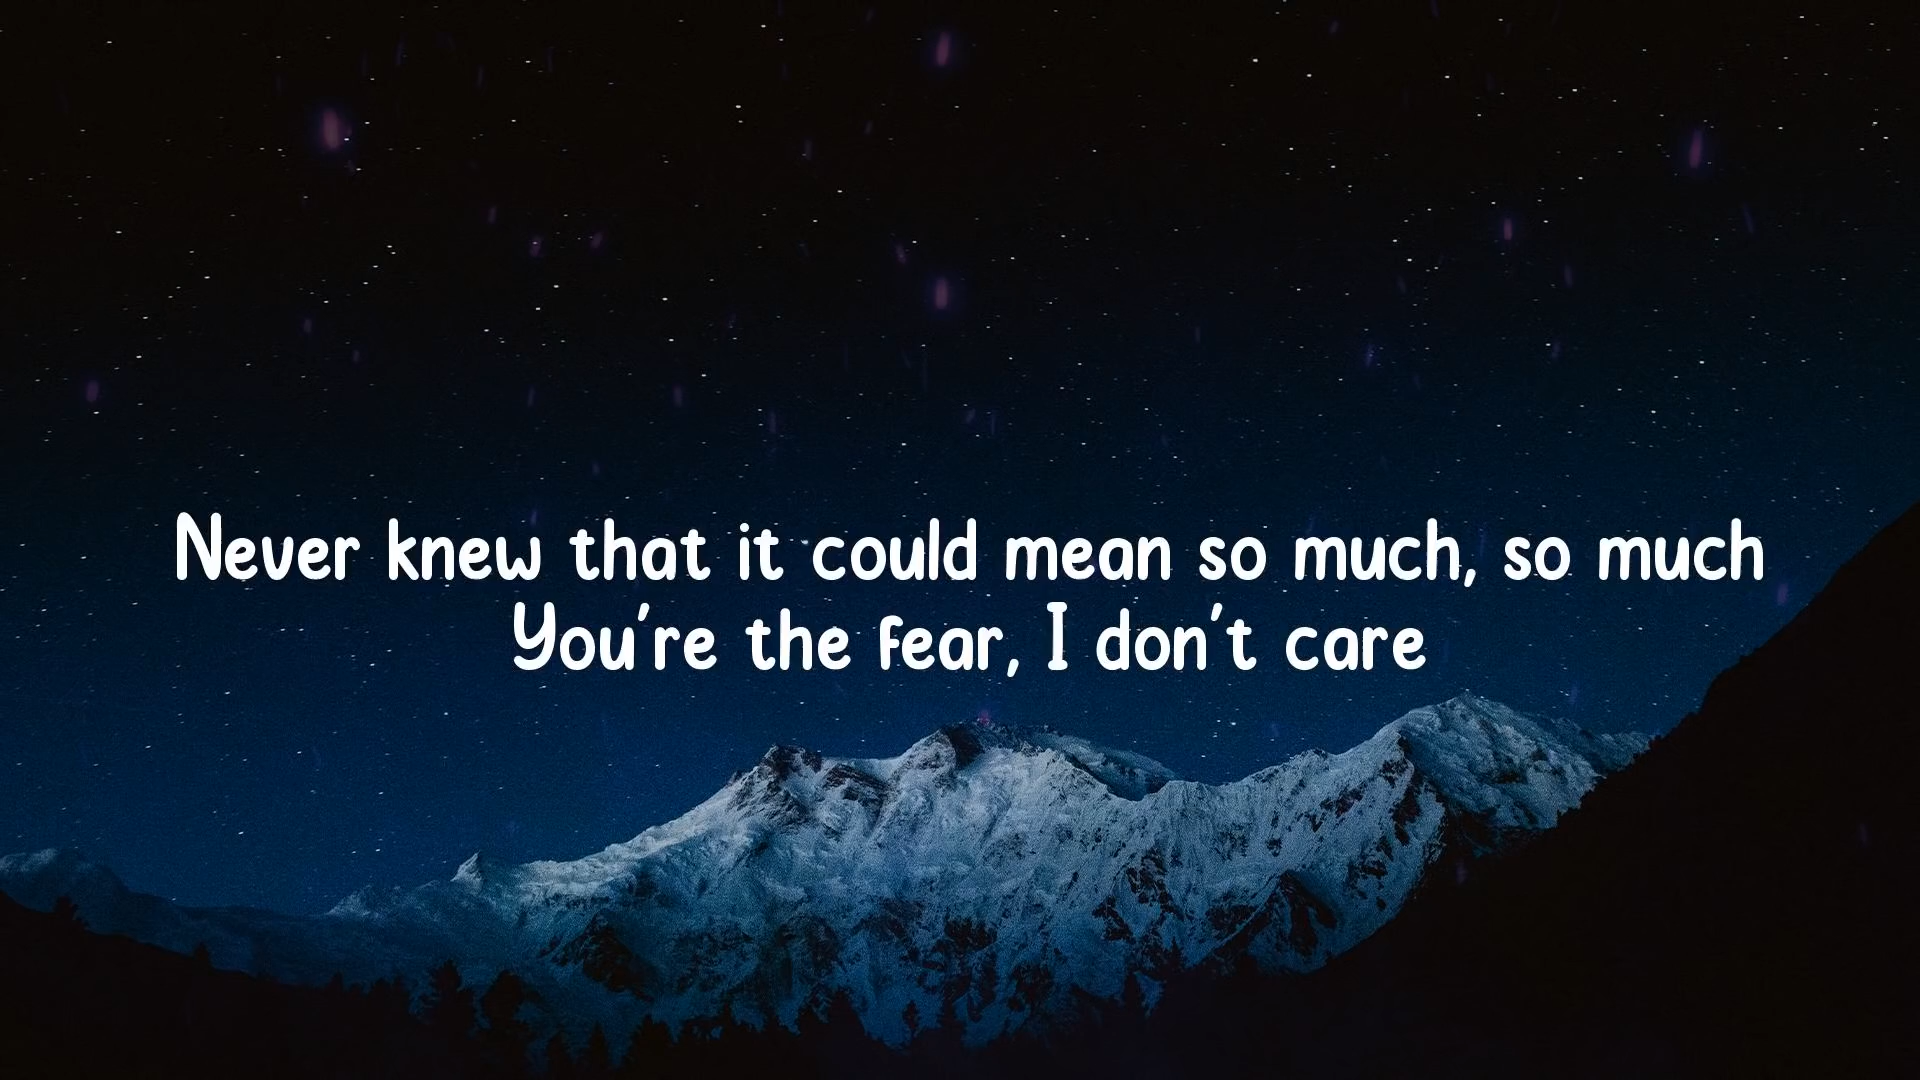 Never knew that it could mean so much, so much
You're the fear, I don't care